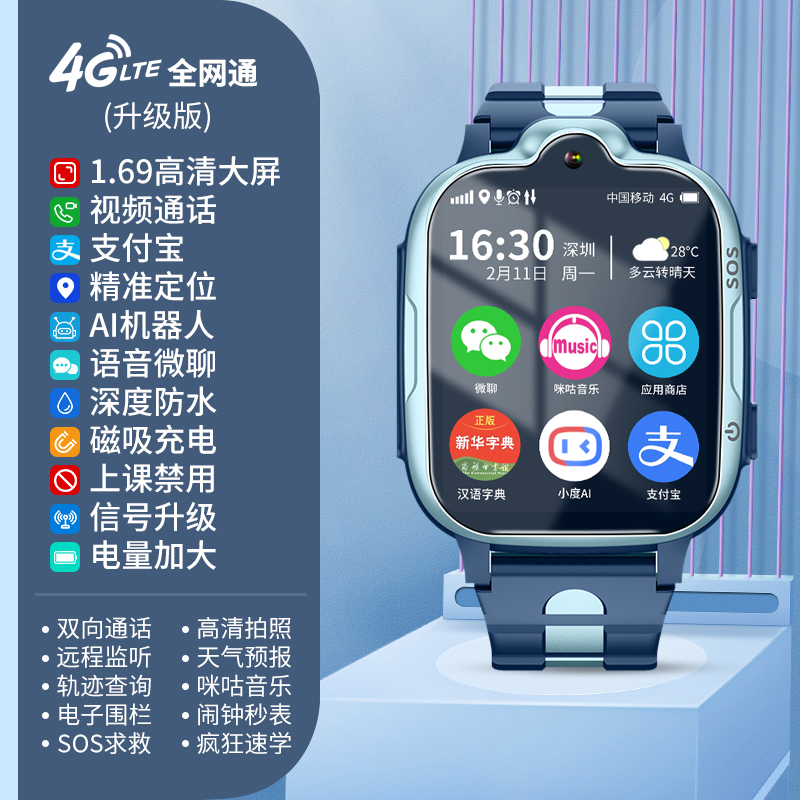 4G LTE 全网通
(升级版)
1.69高清大屏
视频通话
支付宝
精准定位
AI机器人
语音微聊
深度防水
磁吸充电
上课禁用
信号升级
电量加大
• 双向通话 • 高清拍照
• 远程监听 • 天气预报
• 轨迹查询 • 咪咕音乐
• 电子围栏 • 闹钟秒表
• SOS求救 • 疯狂速学
中国移动 4G
16:30 深圳 28°C
2月11日 周一 多云转晴天
SOS
Music
微聊 咪咕音乐 应用商店
正版
新华字典
商务印书馆
支
汉语字典 小度AI 支付宝